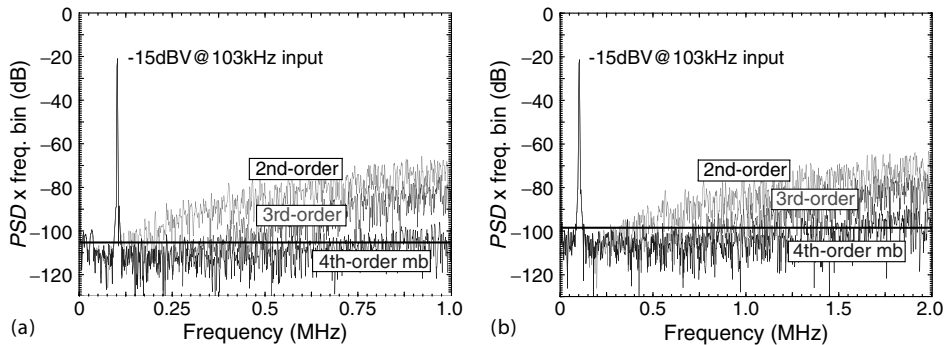 0
−20
−40
−60
−80
−100
−120
PSD x freq. bin (dB)
-15dBV@103kHz input
2nd-order
3rd-order
4th-order mb
0
0.25
0.5
0.75
1.0
Frequency (MHz)
(a)
0
−20
−40
−60
−80
−100
−120
PSD x freq. bin (dB)
-15dBV@103kHz input
2nd-order
3rd-order
4th-order mb
0
0.5
1.0
1.5
2.0
Frequency (MHz)
(b)